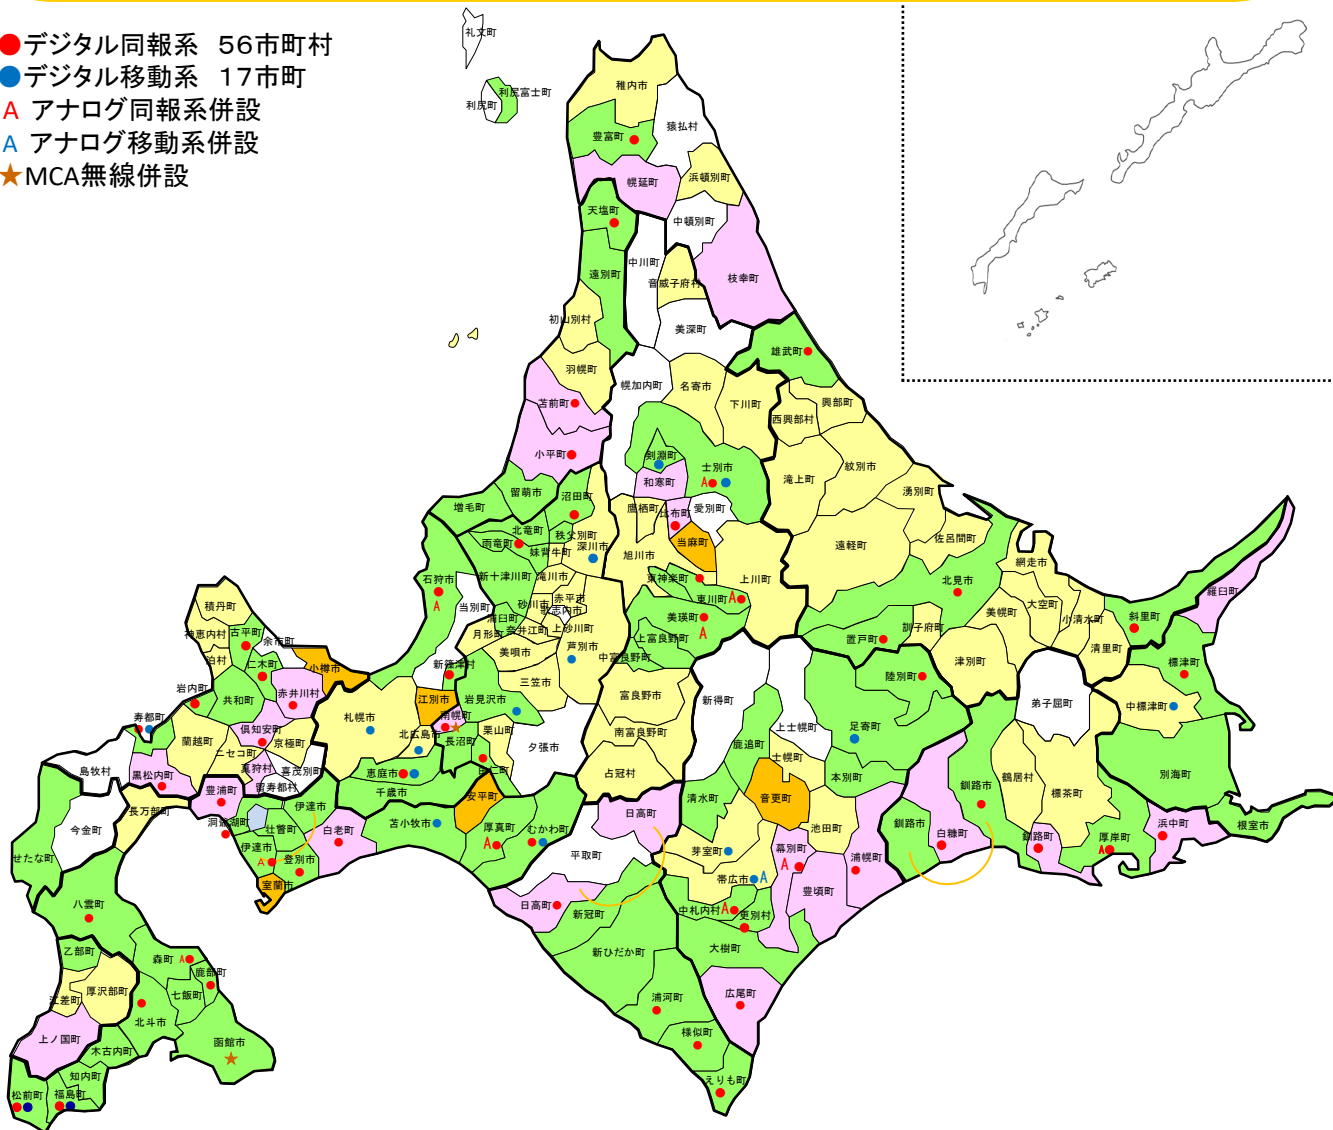 ●デジタル同報系　56市町村
●デジタル移動系　17市町
A アナログ同報系併設
A アナログ移動系併設
★MCA無線併設
礼文町
利尻富士町
利尻町
稚内市
猿払村
豊富町
浜頓別町
幌延町
中頓別町
天塩町
枝幸町
中川町
音威子府村
遠別町
初山別村
美深町
雄武町
羽幌町
幌加内町
名寄市
下川町
興部町
西興部村
苫前町
小平町
剣淵町
士別市
A
和寒町
滝上町
紋別市
湧別町
留萌市
沼田町
増毛町
鷹栖町
比布町
愛別町
北竜町
秩父別町
雨竜町
妹背牛町
深川市
旭川市
当麻町
遠軽町
佐呂間町
網走市
石狩市
A
新十津川町
滝川市
東神楽町
上川町
北見市
大空町
羅臼町
当別町
砂川市
赤平市
歌志内市
東川町
A
美幌町
小清水町
斜里町
積丹町
浦臼町
奈井江町
上砂川町
美瑛町
A
神恵内村
古平町
余市町
月形町
美唄市
芦別市
上富良野町
置戸町
訓子府町
清里町
泊村
仁木町
小樽市
新篠津村
三笠市
中富良野町
津別町
標津町
岩内町
共和町
赤井川村
江別市
岩見沢市
富良野市
新得町
陸別町
弟子屈町
中標津町
寿都町
倶知安町
札幌市
南幌町
上士幌町
足寄町
蘭越町
ニセコ町
京極町
北広島市
長沼町
栗山町
夕張市
南富良野町
鹿追町
士幌町
島牧村
黒松内町
真狩村
喜茂別町
恵庭市
由仁町
占冠村
本別町
鶴居村
別海町
豊浦町
留寿都村
千歳市
安平町
清水町
音更町
釧路市
標茶町
長万部町
伊達市
洞爺湖町
壮瞥町
白老町
苫小牧市
厚真町
A
むかわ町
日高町
池田町
釧路市
白糠町
釧路町
厚岸町
A
浜中町
根室市
今金町
せたな町
伊達市
A
登別市
平取町
芽室町
幕別町
A
浦幌町
室蘭市
帯広市
A
豊頃町
八雲町
日高町
新冠町
中札内村
A
更別村
乙部町
森町
A
鹿部町
新ひだか町
大樹町
江差町
厚沢部町
七飯町
浦河町
広尾町
北斗市
上ノ国町
木古内町
函館市
様似町
知内町
松前町
福島町
えりも町